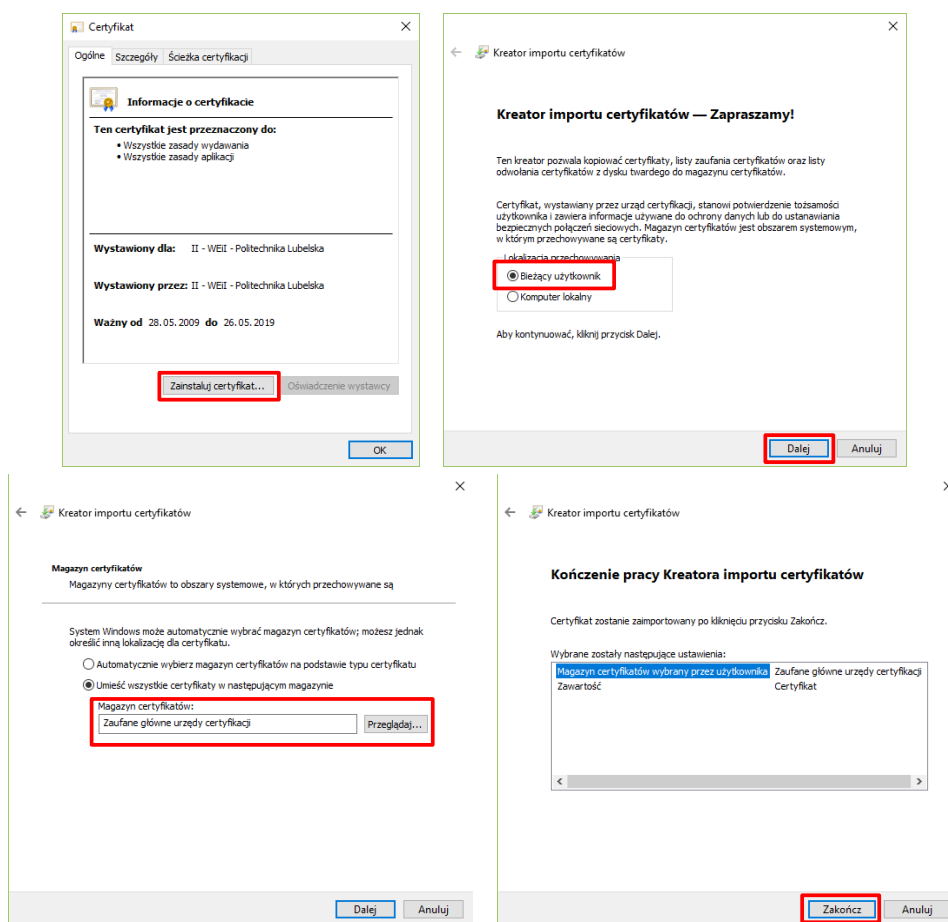 Certyfikat
Ogólne Szczegóły Ścieżka certyfikacji
Informacje o certyfikacie
Ten certyfikat jest przeznaczony do:
• Wszystkie zasady wydawania
• Wszystkie zasady aplikacji
Wystawiony dla: II - WEiI - Politechnika Lubelska
Wystawiony przez: II - WEiI - Politechnika Lubelska
Ważny od 28.05.2009 do 26.05.2019
Zainstaluj certyfikat... Oświadczenie wystawcy
OK
Kreator importu certyfikatów
Kreator importu certyfikatów — Zapraszamy!
Ten kreator pozwala kopiować certyfikaty, listy zaufania certyfikatów oraz listy
odwołania certyfikatów z dysku twardego do magazynu certyfikatów.
Certyfikat, wystawiany przez urząd certyfikacji, stanowi potwierdzenie tożsamości
użytkownika i zawiera informacje używane do ochrony danych lub do ustanawiania
bezpiecznych połączeń sieciowych. Magazyn certyfikatów jest obszarem systemowym,
w którym przechowywane są certyfikaty.
Lokalizacja przechowywania
Bieżący użytkownik
Komputer lokalny
Aby kontynuować, kliknij przycisk Dalej.
Dalej Anuluj
Kreator importu certyfikatów
Magazyn certyfikatów
Magazyny certyfikatów to obszary systemowe, w których przechowywane są
System Windows może automatycznie wybrać magazyn certyfikatów; możesz jednak
określić inną lokalizację dla certyfikatu.
Automatycznie wybierz magazyn certyfikatów na podstawie typu certyfikatu
Umieść wszystkie certyfikaty w następującym magazynie
Magazyn certyfikatów:
Zaufane główne urzędy certyfikacji Przeglądaj...
Dalej Anuluj
Kreator importu certyfikatów
Kończenie pracy Kreatora importu certyfikatów
Certyfikat zostanie zaimportowany po kliknięciu przycisku Zakończ.
Wybrane zostały następujące ustawienia:
Magazyn certyfikatów wybrany przez użytkownika Zaufane główne urzędy certyfikacji
Zawartość Certyfikat
Zakończ Anuluj